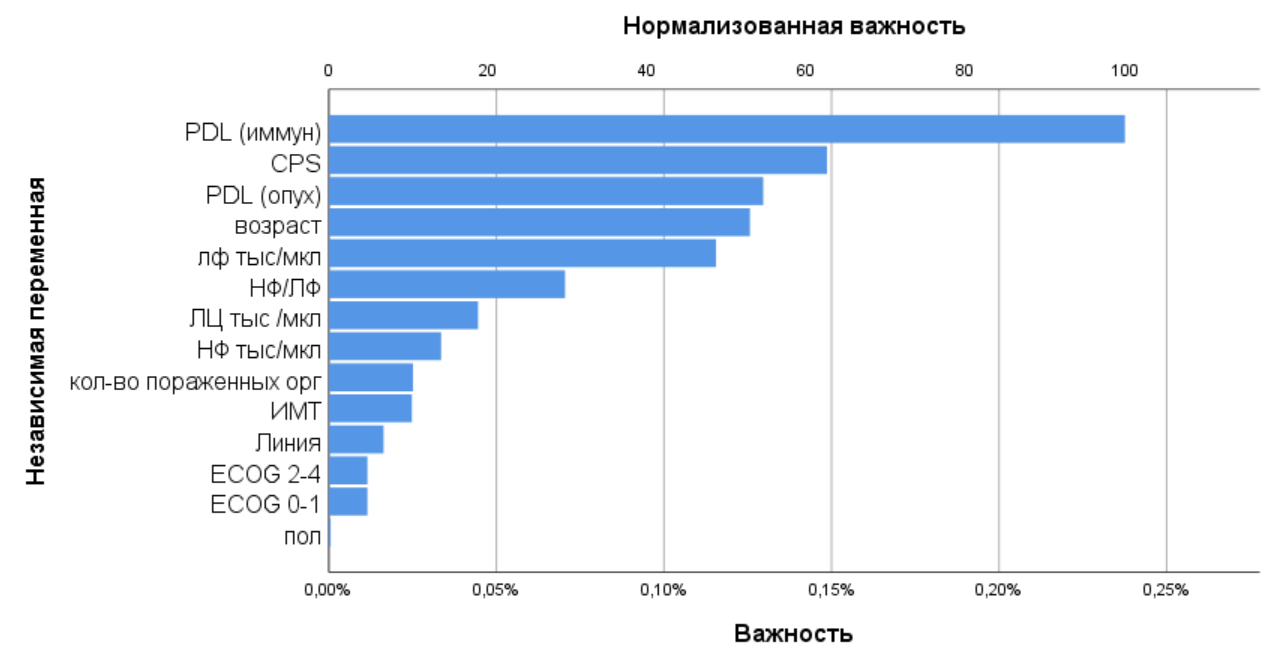 Нормализованная важность
0 20 40 60 80 100
Независимая переменная
PDL (иммун)
CPS
PDL (опух)
возраст
лф тыс/мкл
НФ/ЛФ
ЛЦ тыс /мкл
НФ тыс/мкл
кол-во пораженных орг
ИМТ
Линия
ECOG 2-4
ECOG 0-1
пол
0,00% 0,05% 0,10% 0,15% 0,20% 0,25%
Важность